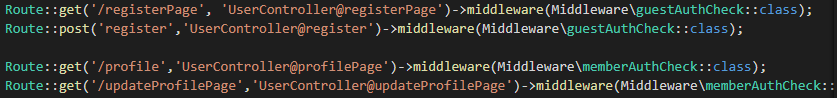 Route::get('/registerPage', 'UserController@registerPage')->middleware(Middleware\guestAuthCheck::class);
Route::post('register','UserController@register')->middleware(Middleware\guestAuthCheck::class);
Route::get('/profile','UserController@profilePage')->middleware(Middleware\memberAuthCheck::class);
Route::get('/updateProfilePage','UserController@updateProfilePage')->middleware(Middleware\memberAuthCheck::